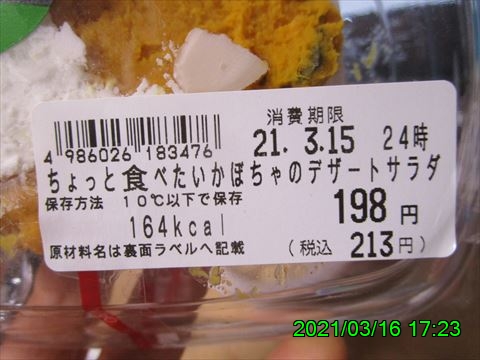 消費期限
4 986026 183476
21. 3.15 24時
ちょっと食べたいかぼちゃのデザートサラダ
保存方法 10℃以下で保存
198円
164kcal
原材料名は裏面ラベルへ記載
(税込 213円)
2021/03/16 17:23